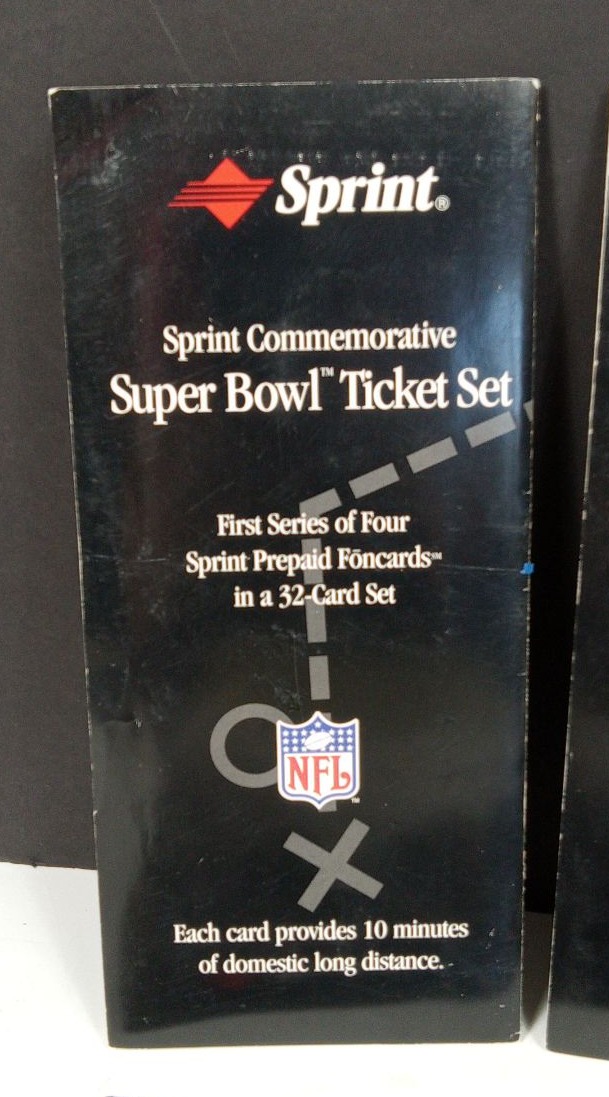 Sprint®
Sprint Commemorative
Super Bowl™ Ticket Set
First Series of Four
Sprint Prepaid Fōncards℠
in a 32-Card Set
NFL™
Each card provides 10 minutes
of domestic long distance.